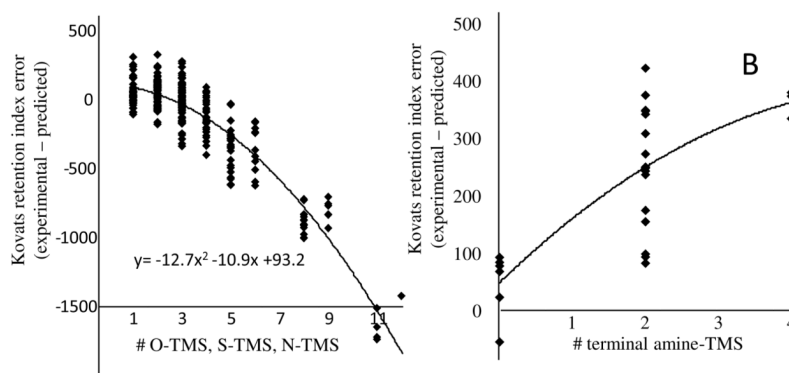 Kovats retention index error
(experimental – predicted)
500
0
-500
-1000
-1500
y= -12.7x² -10.9x +93.2
1 3 5 7 9 11
# O-TMS, S-TMS, N-TMS
Kovats retention index error
(experimental – predicted)
B
500
400
300
200
100
0
1 2 3 4
# terminal amine-TMS